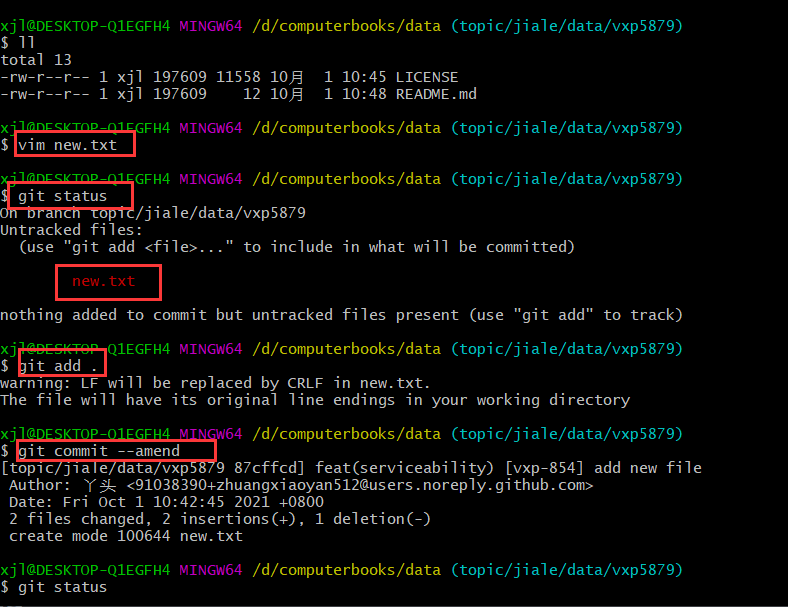 xjl@DESKTOP-Q1EGFH4 MINGW64 /d/computerbooks/data (topic/jiale/data/vxp5879)
$ ll
total 13
-rw-r--r-- 1 xjl 197609 11558 10月  1 10:45 LICENSE
-rw-r--r-- 1 xjl 197609    12 10月  1 10:48 README.md
xjl@DESKTOP-Q1EGFH4 MINGW64 /d/computerbooks/data (topic/jiale/data/vxp5879)
$ vim new.txt
xjl@DESKTOP-Q1EGFH4 MINGW64 /d/computerbooks/data (topic/jiale/data/vxp5879)
$ git status
On branch topic/jiale/data/vxp5879
Untracked files:
  (use "git add <file>..." to include in what will be committed)
        new.txt
nothing added to commit but untracked files present (use "git add" to track)
xjl@DESKTOP-Q1EGFH4 MINGW64 /d/computerbooks/data (topic/jiale/data/vxp5879)
$ git add .
warning: LF will be replaced by CRLF in new.txt.
The file will have its original line endings in your working directory
xjl@DESKTOP-Q1EGFH4 MINGW64 /d/computerbooks/data (topic/jiale/data/vxp5879)
$ git commit --amend
[topic/jiale/data/vxp5879 87cffcd] feat(serviceability) [vxp-854] add new file
 Author: 丫头 <91038390+zhuangxiaoyan512@users.noreply.github.com>
 Date: Fri Oct 1 10:42:45 2021 +0800
 2 files changed, 2 insertions(+), 1 deletion(-)
 create mode 100644 new.txt
xjl@DESKTOP-Q1EGFH4 MINGW64 /d/computerbooks/data (topic/jiale/data/vxp5879)
$ git status